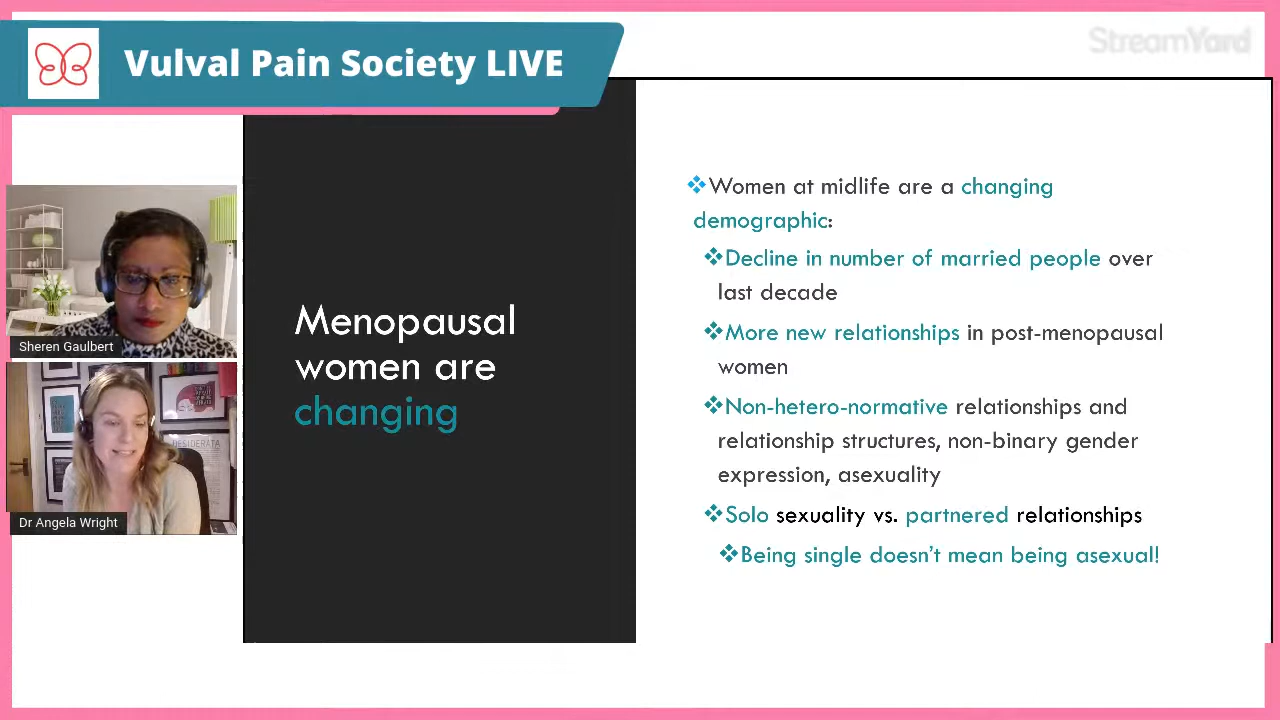 Vulval Pain Society LIVE
StreamYard
Sheren Gaulbert
DESIDERATA
Dr Angela Wright
Menopausal
women are
changing
❖Women at midlife are a changing
demographic:
❖Decline in number of married people over
last decade
❖More new relationships in post-menopausal
women
❖Non-hetero-normative relationships and
relationship structures, non-binary gender
expression, asexuality
❖Solo sexuality vs. partnered relationships
❖Being single doesn’t mean being asexual!